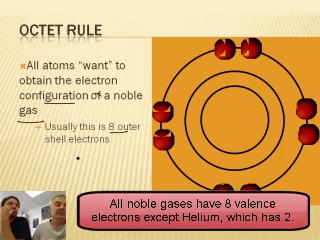 OCTET RULE
All atoms “want” to
obtain the electron
configuration of a noble
gas
Usually this is 8 outer
shell electrons
All noble gases have 8 valence
electrons except Helium, which has 2.